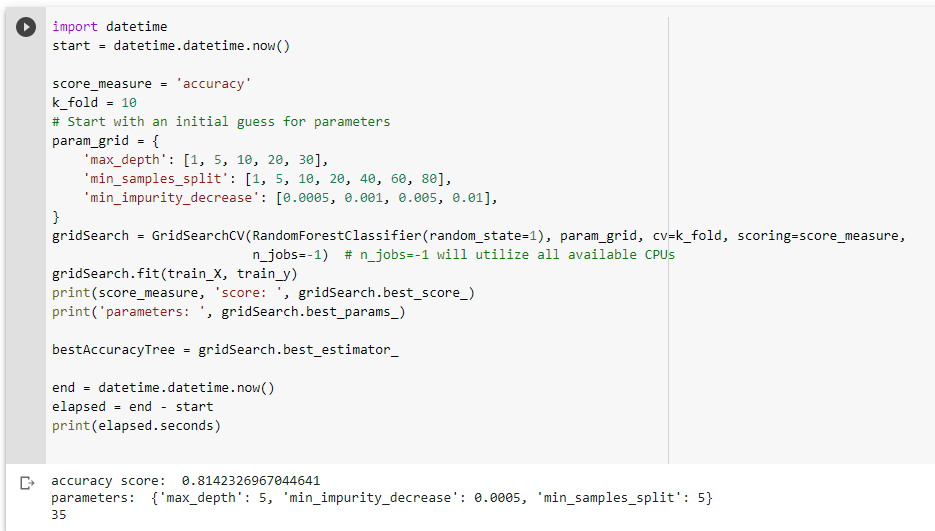 import datetime
start = datetime.datetime.now()
score_measure = 'accuracy'
k_fold = 10
# Start with an initial guess for parameters
param_grid = {
    'max_depth': [1, 5, 10, 20, 30],
    'min_samples_split': [1, 5, 10, 20, 40, 60, 80],
    'min_impurity_decrease': [0.0005, 0.001, 0.005, 0.01],
}
gridSearch = GridSearchCV(RandomForestClassifier(random_state=1), param_grid, cv=k_fold, scoring=score_measure,
                          n_jobs=-1)  # n_jobs=-1 will utilize all available CPUs
gridSearch.fit(train_X, train_y)
print(score_measure, 'score: ', gridSearch.best_score_)
print('parameters: ', gridSearch.best_params_)
bestAccuracyTree = gridSearch.best_estimator_
end = datetime.datetime.now()
elapsed = end - start
print(elapsed.seconds)
accuracy score:  0.8142326967044641
parameters:  {'max_depth': 5, 'min_impurity_decrease': 0.0005, 'min_samples_split': 5}
35